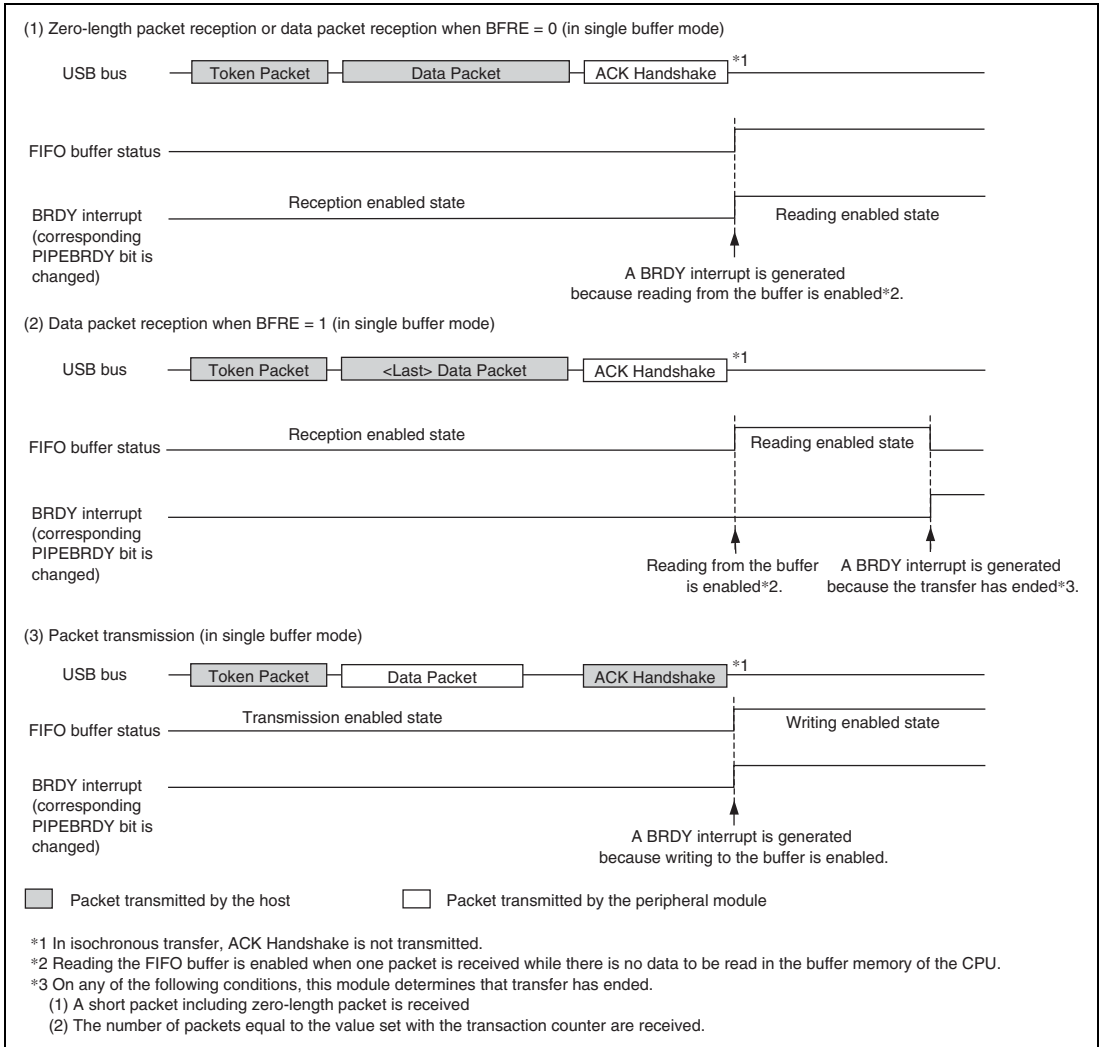 (1) Zero-length packet reception or data packet reception when BFRE = 0 (in single buffer mode)
USB bus
Token Packet
Data Packet
ACK Handshake
*1
FIFO buffer status
BRDY interrupt
(corresponding
PIPEBRDY bit is
changed)
Reception enabled state
Reading enabled state
A BRDY interrupt is generated
because reading from the buffer is enabled*2.
(2) Data packet reception when BFRE = 1 (in single buffer mode)
USB bus
Token Packet
<Last> Data Packet
ACK Handshake
*1
FIFO buffer status
Reception enabled state
Reading enabled state
BRDY interrupt
(corresponding
PIPEBRDY bit is
changed)
Reading from the buffer
is enabled*2.
A BRDY interrupt is generated
because the transfer has ended*3.
(3) Packet transmission (in single buffer mode)
USB bus
Token Packet
Data Packet
ACK Handshake
*1
FIFO buffer status
Transmission enabled state
Writing enabled state
BRDY interrupt
(corresponding
PIPEBRDY bit is
changed)
A BRDY interrupt is generated
because writing to the buffer is enabled.
Packet transmitted by the host
Packet transmitted by the peripheral module
*1 In isochronous transfer, ACK Handshake is not transmitted.
*2 Reading the FIFO buffer is enabled when one packet is received while there is no data to be read in the buffer memory of the CPU.
*3 On any of the following conditions, this module determines that transfer has ended.
(1) A short packet including zero-length packet is received
(2) The number of packets equal to the value set with the transaction counter are received.